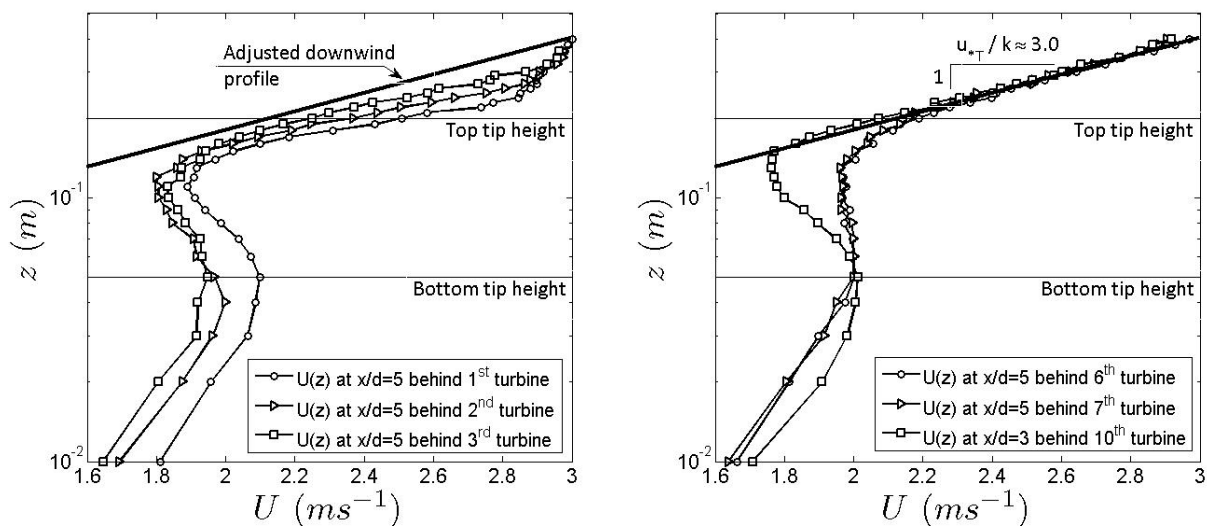 Adjusted downwind
profile
Top tip height
10⁻¹
z (m)
Bottom tip height
U(z) at x/d=5 behind 1ˢᵗ turbine
U(z) at x/d=5 behind 2ⁿᵈ turbine
U(z) at x/d=5 behind 3ʳᵈ turbine
10⁻²
1.6 1.8 2 2.2 2.4 2.6 2.8 3
U (ms⁻¹)
u*T / k ≈ 3.0
1
Top tip height
10⁻¹
z (m)
Bottom tip height
U(z) at x/d=5 behind 6ᵗʰ turbine
U(z) at x/d=5 behind 7ᵗʰ turbine
U(z) at x/d=3 behind 10ᵗʰ turbine
10⁻²
1.6 1.8 2 2.2 2.4 2.6 2.8 3
U (ms⁻¹)